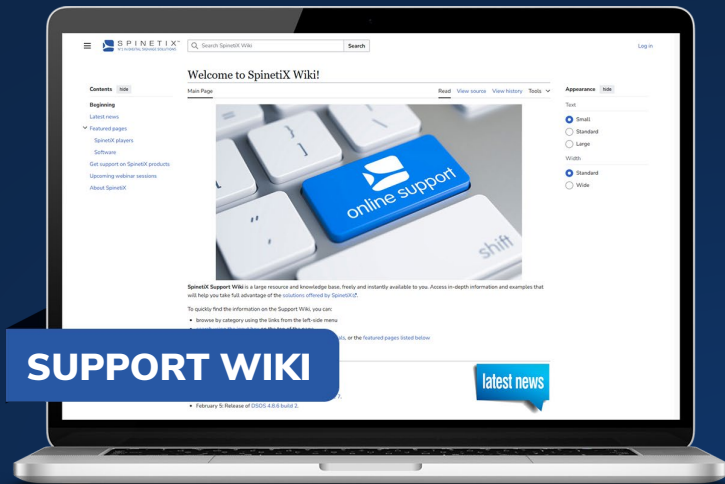 SPINETIX™
N°1 IN DIGITAL SIGNAGE SOLUTIONS
Search SpinetiX Wiki
Search
Log in
Welcome to SpinetiX Wiki!
Contents hide
Main Page
Read View source View history Tools
Appearance hide
Beginning
Latest news
Featured pages
SpinetiX players
Software
Get support on SpinetiX products
Upcoming webinar sessions
About SpinetiX
Text
Small
Standard
Large
Width
Standard
Wide
online support
shift
SpinetiX Support Wiki is a large resource and knowledge base, freely and instantly available to you. Access in-depth information and examples that
will help you take full advantage of the solutions offered by SpinetiX.
To quickly find the information on the Support Wiki, you can:
• browse by category using the links from the left-side menu
or the featured pages listed below
SUPPORT WIKI
latest news
• February 5: Release of DSOS 4.8.6 build 2.